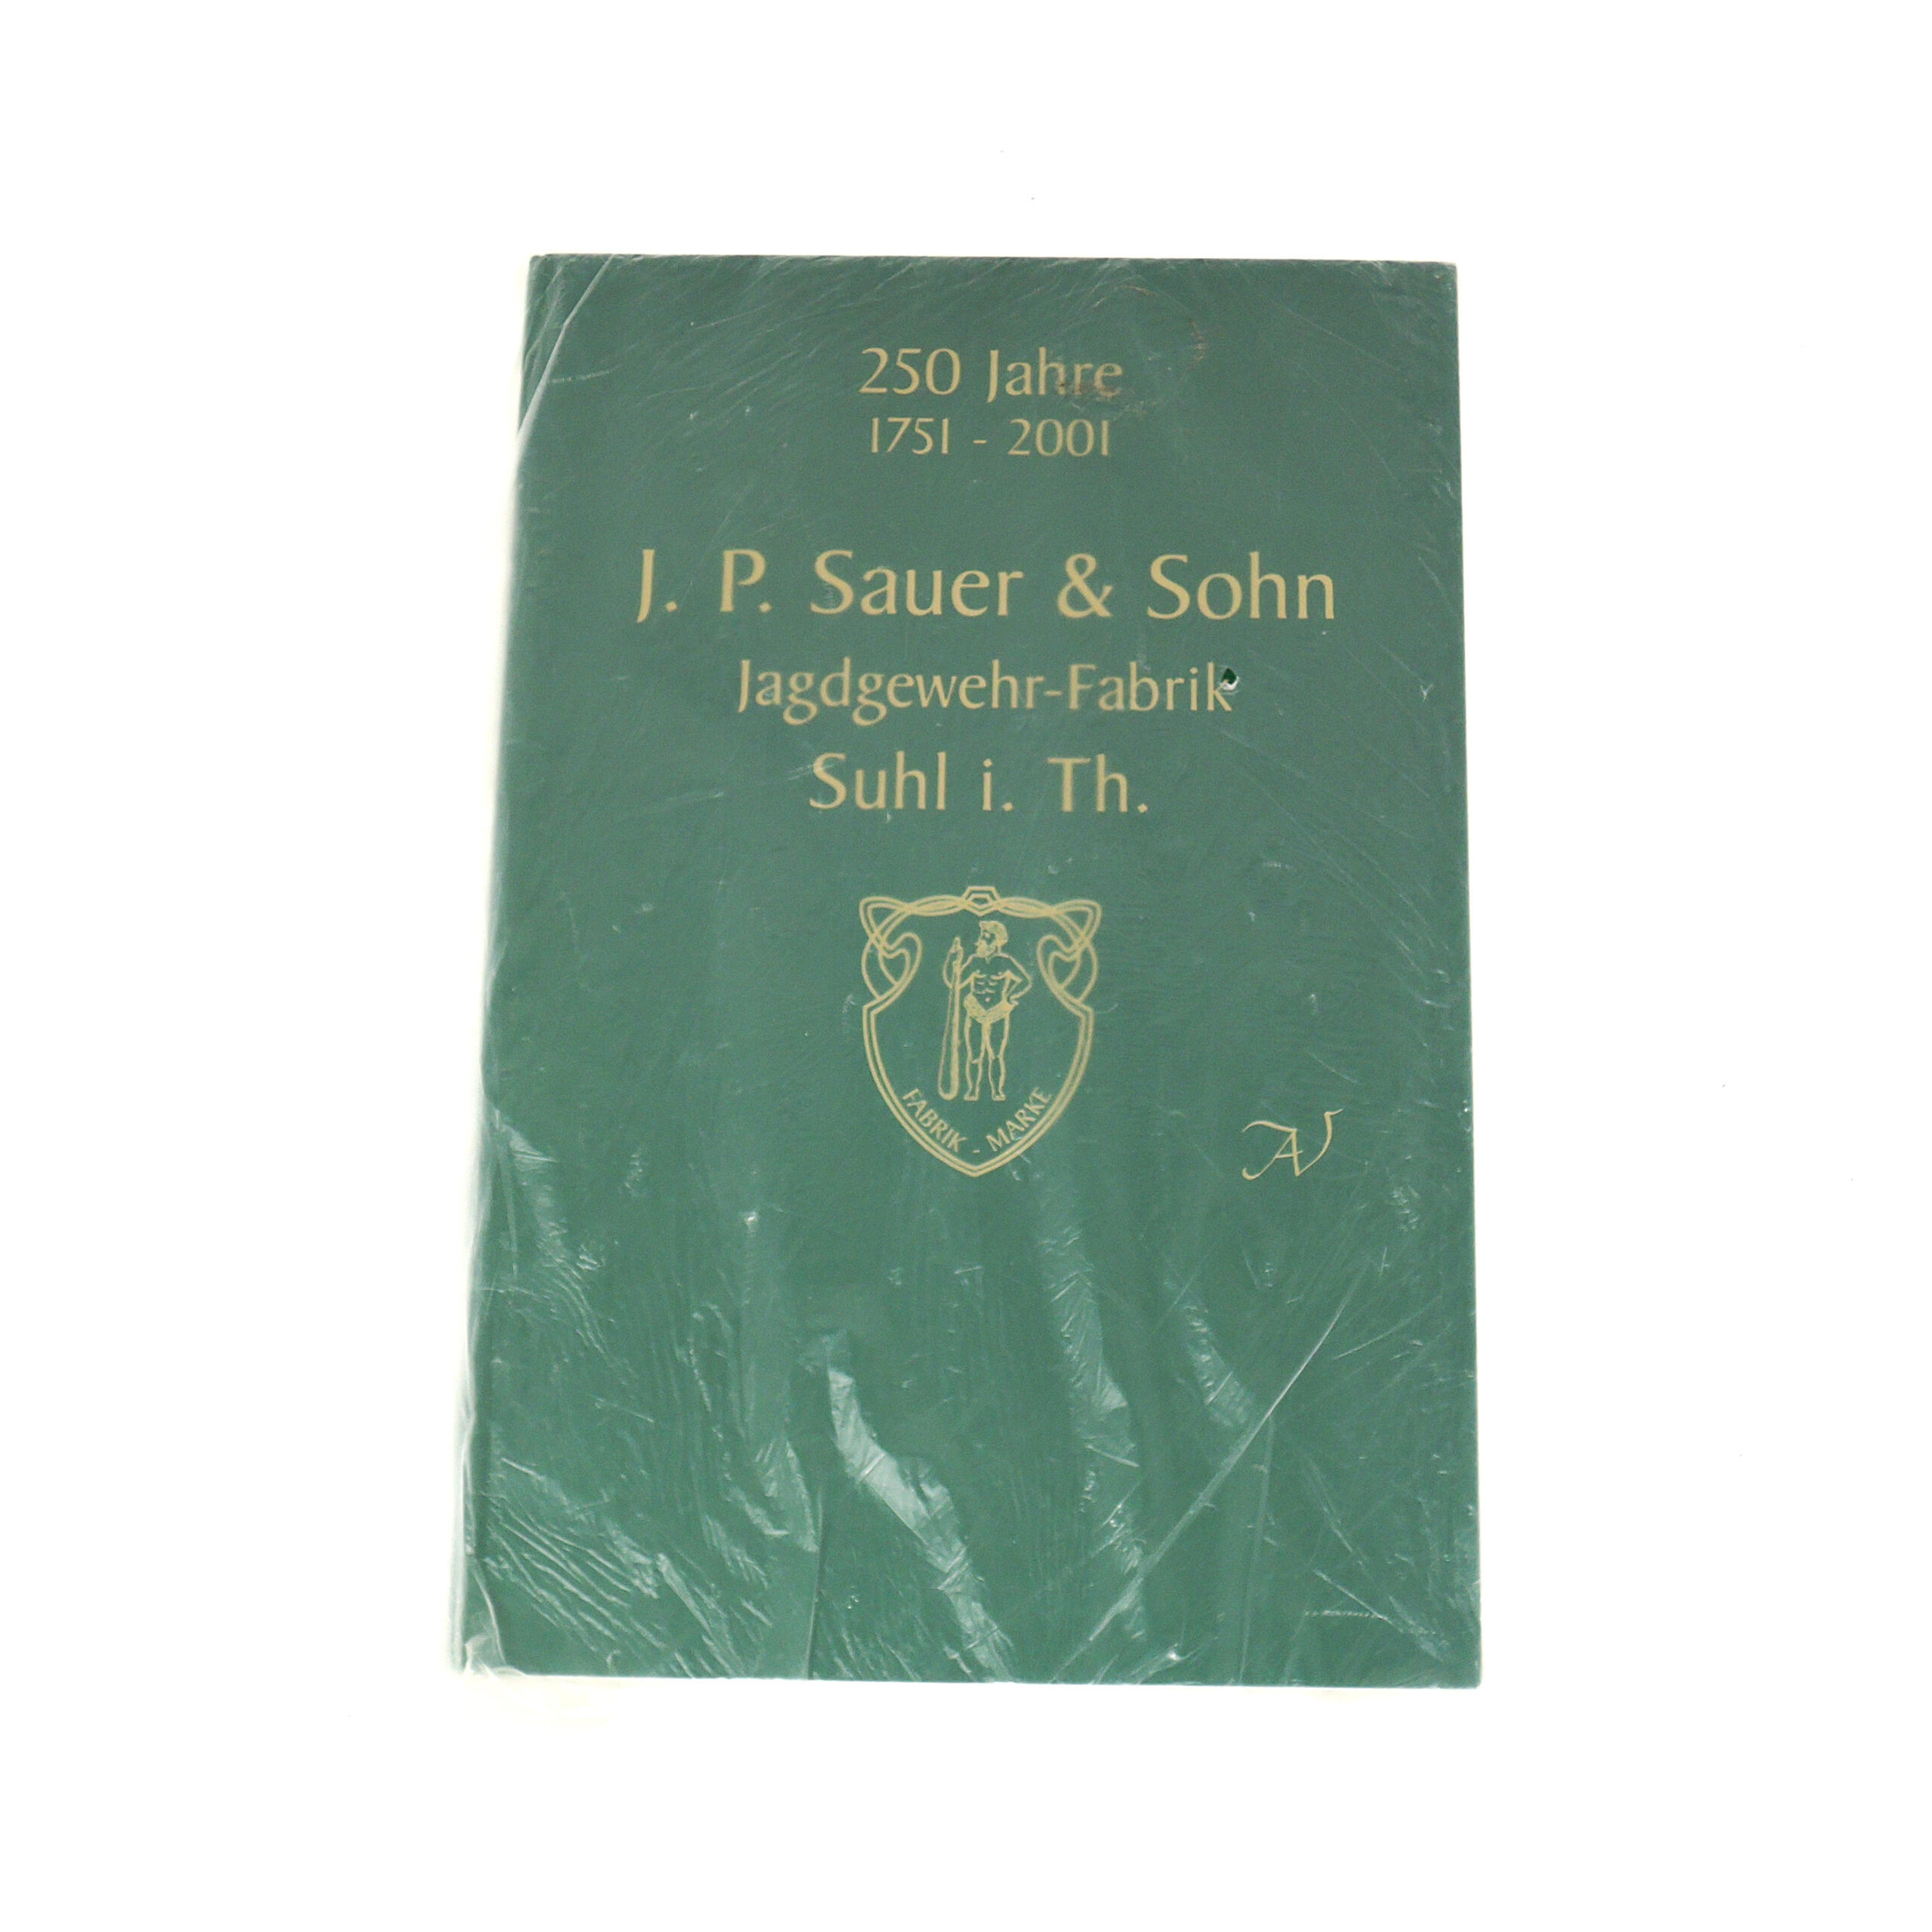 250 Jahre
1751 - 2001
J. P. Sauer & Sohn
Jagdgewehr-Fabrik
Suhl i. Th.
FABRIK - MARKE